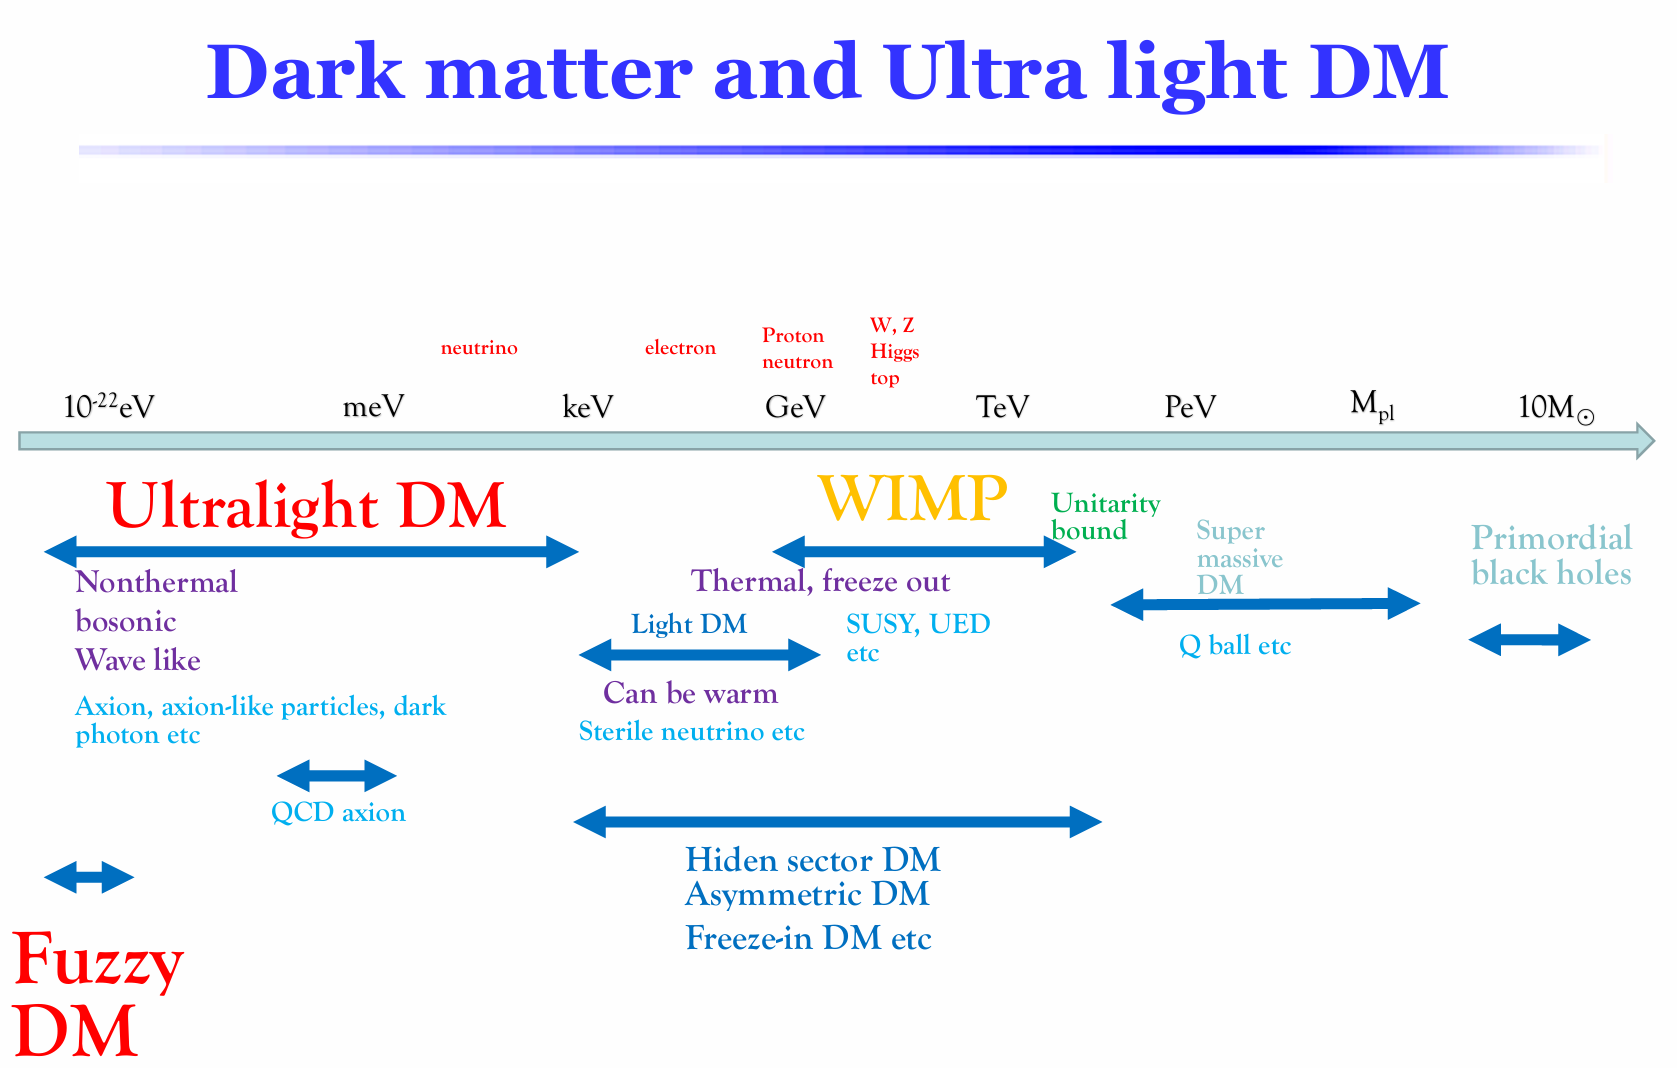 Dark matter and Ultra light DM
neutrino
electron
Proton
neutron
W, Z
Higgs
top
10⁻²²eV
meV
keV
GeV
TeV
PeV
Mpl
10M⊙
Ultralight DM
WIMP
Unitarity
bound
Super
massive
DM
Primordial
black holes
Nonthermal
bosonic
Wave like
Thermal, freeze out
Light DM
SUSY, UED
etc
Q ball etc
Can be warm
Sterile neutrino etc
Axion, axion-like particles, dark
photon etc
QCD axion
Hiden sector DM
Asymmetric DM
Freeze-in DM etc
Fuzzy
DM